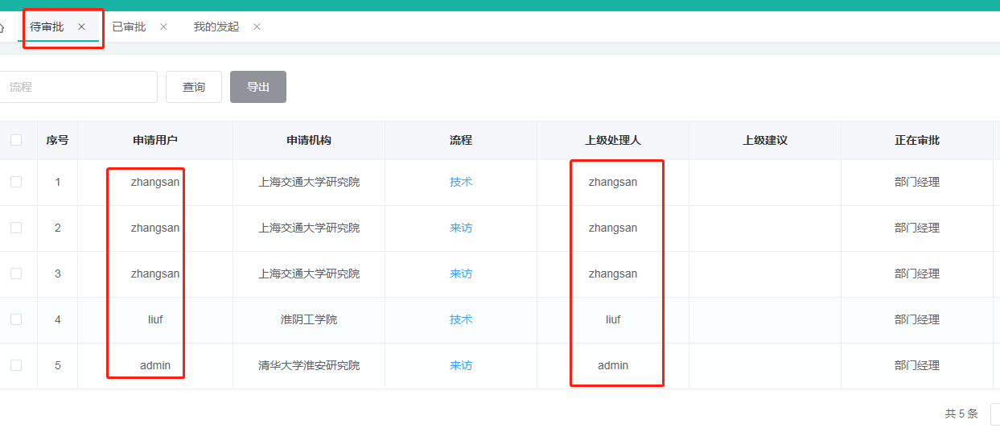 待审批 × 已审批 × 我的发起 ×
流程 查询 导出
序号 申请用户 申请机构 流程 上级处理人 上级建议 正在审批
1 zhangsan 上海交通大学研究院 技术 zhangsan 部门经理
2 zhangsan 上海交通大学研究院 来访 zhangsan 部门经理
3 zhangsan 上海交通大学研究院 来访 zhangsan 部门经理
4 liuf 淮阴工学院 技术 liuf 部门经理
5 admin 清华大学淮安研究院 来访 admin 部门经理
共 5 条